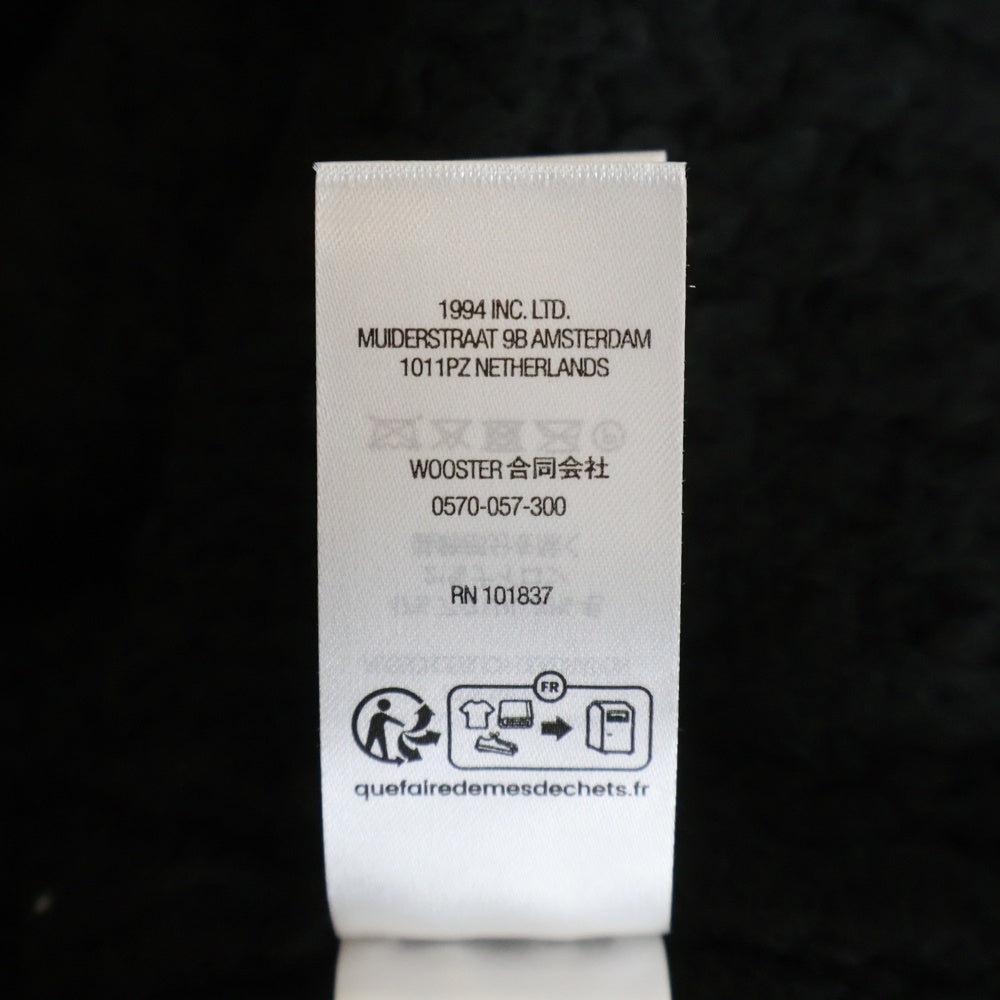 1994 INC. LTD.
MUIDERSTRAAT 9B AMSTERDAM
1011PZ NETHERLANDS
WOOSTER 合同会社
0570-057-300
RN 101837
FR
quefairedemesdechets.fr